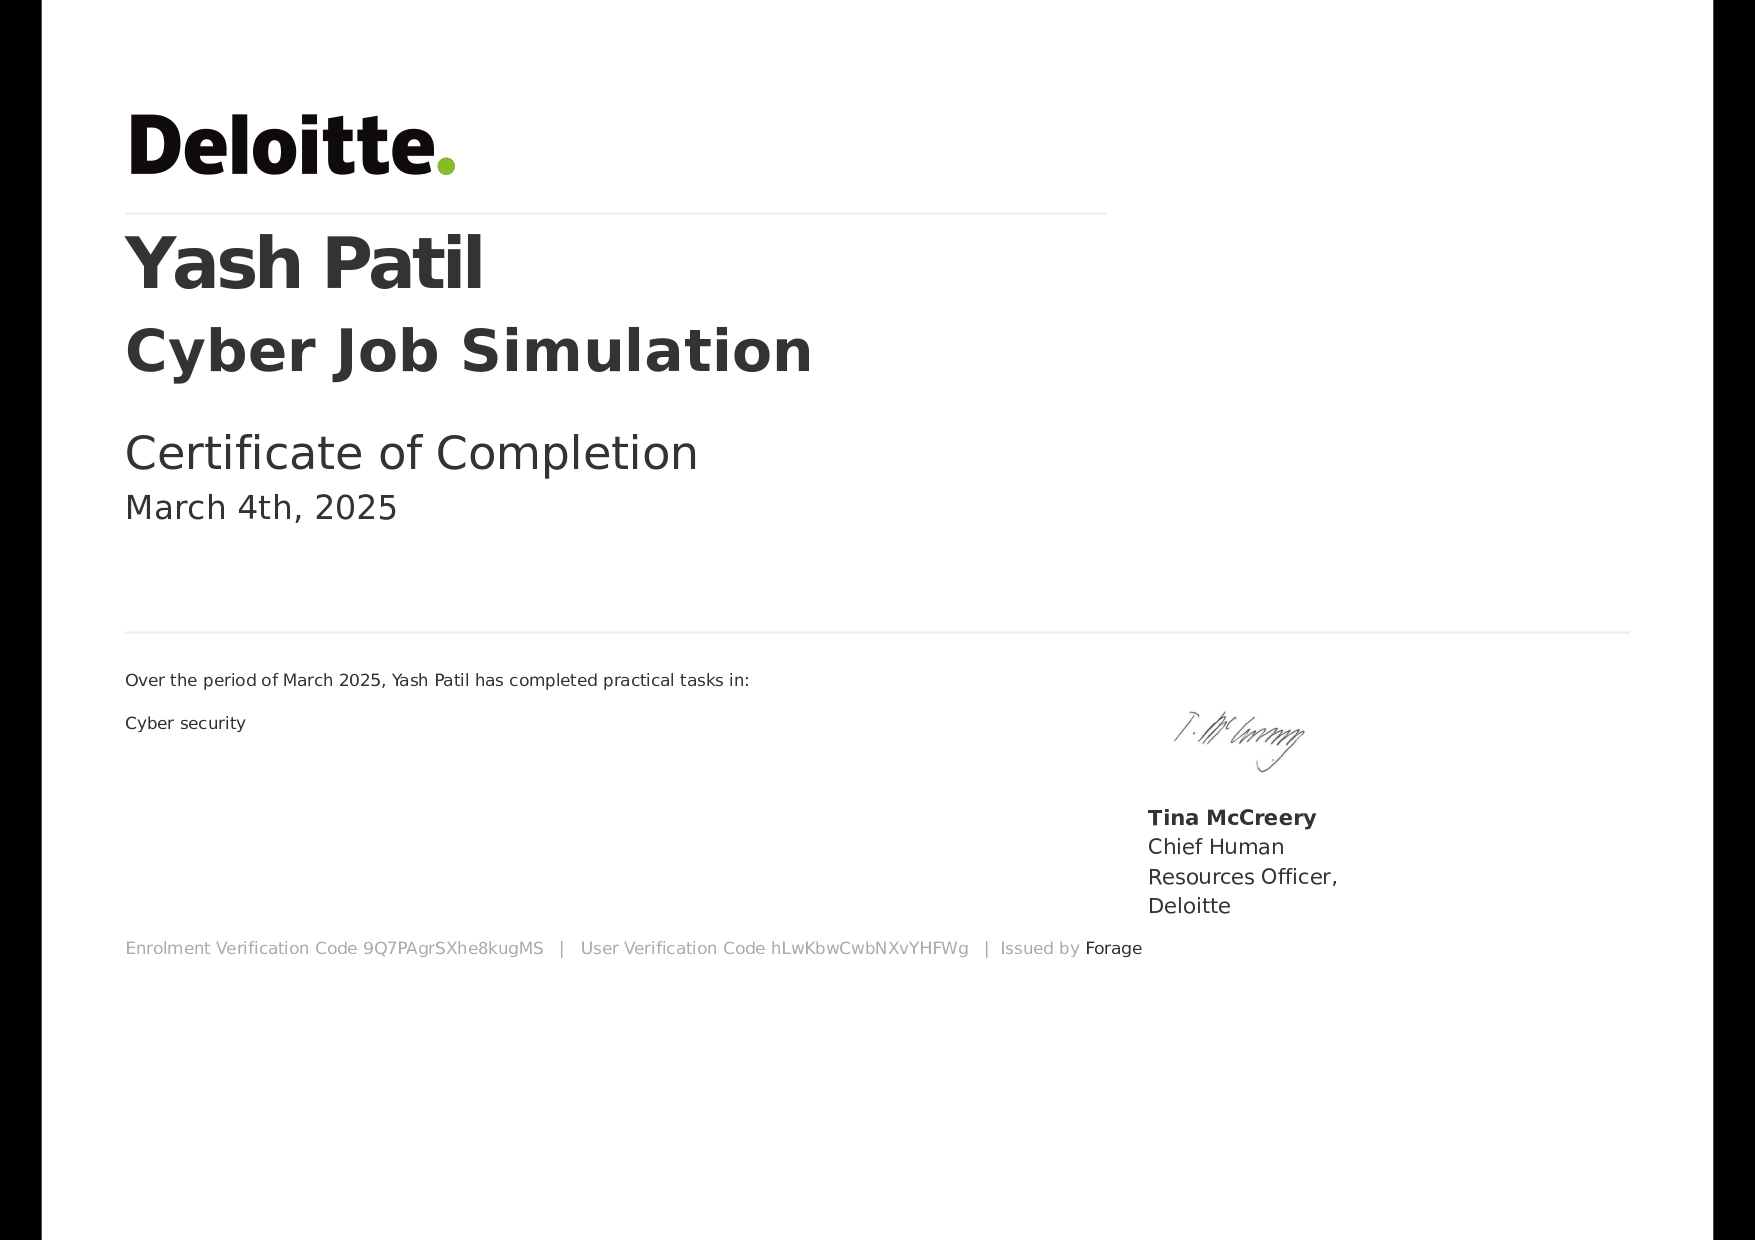 Deloitte.
Yash Patil
Cyber Job Simulation
Certificate of Completion
March 4th, 2025
Over the period of March 2025, Yash Patil has completed practical tasks in:
Cyber security
T. McCreery
Tina McCreery
Chief Human
Resources Officer,
Deloitte
Enrolment Verification Code 9Q7PAgrSXhe8kugMS | User Verification Code hLwKbwCwbNXvYHFWg | Issued by Forage